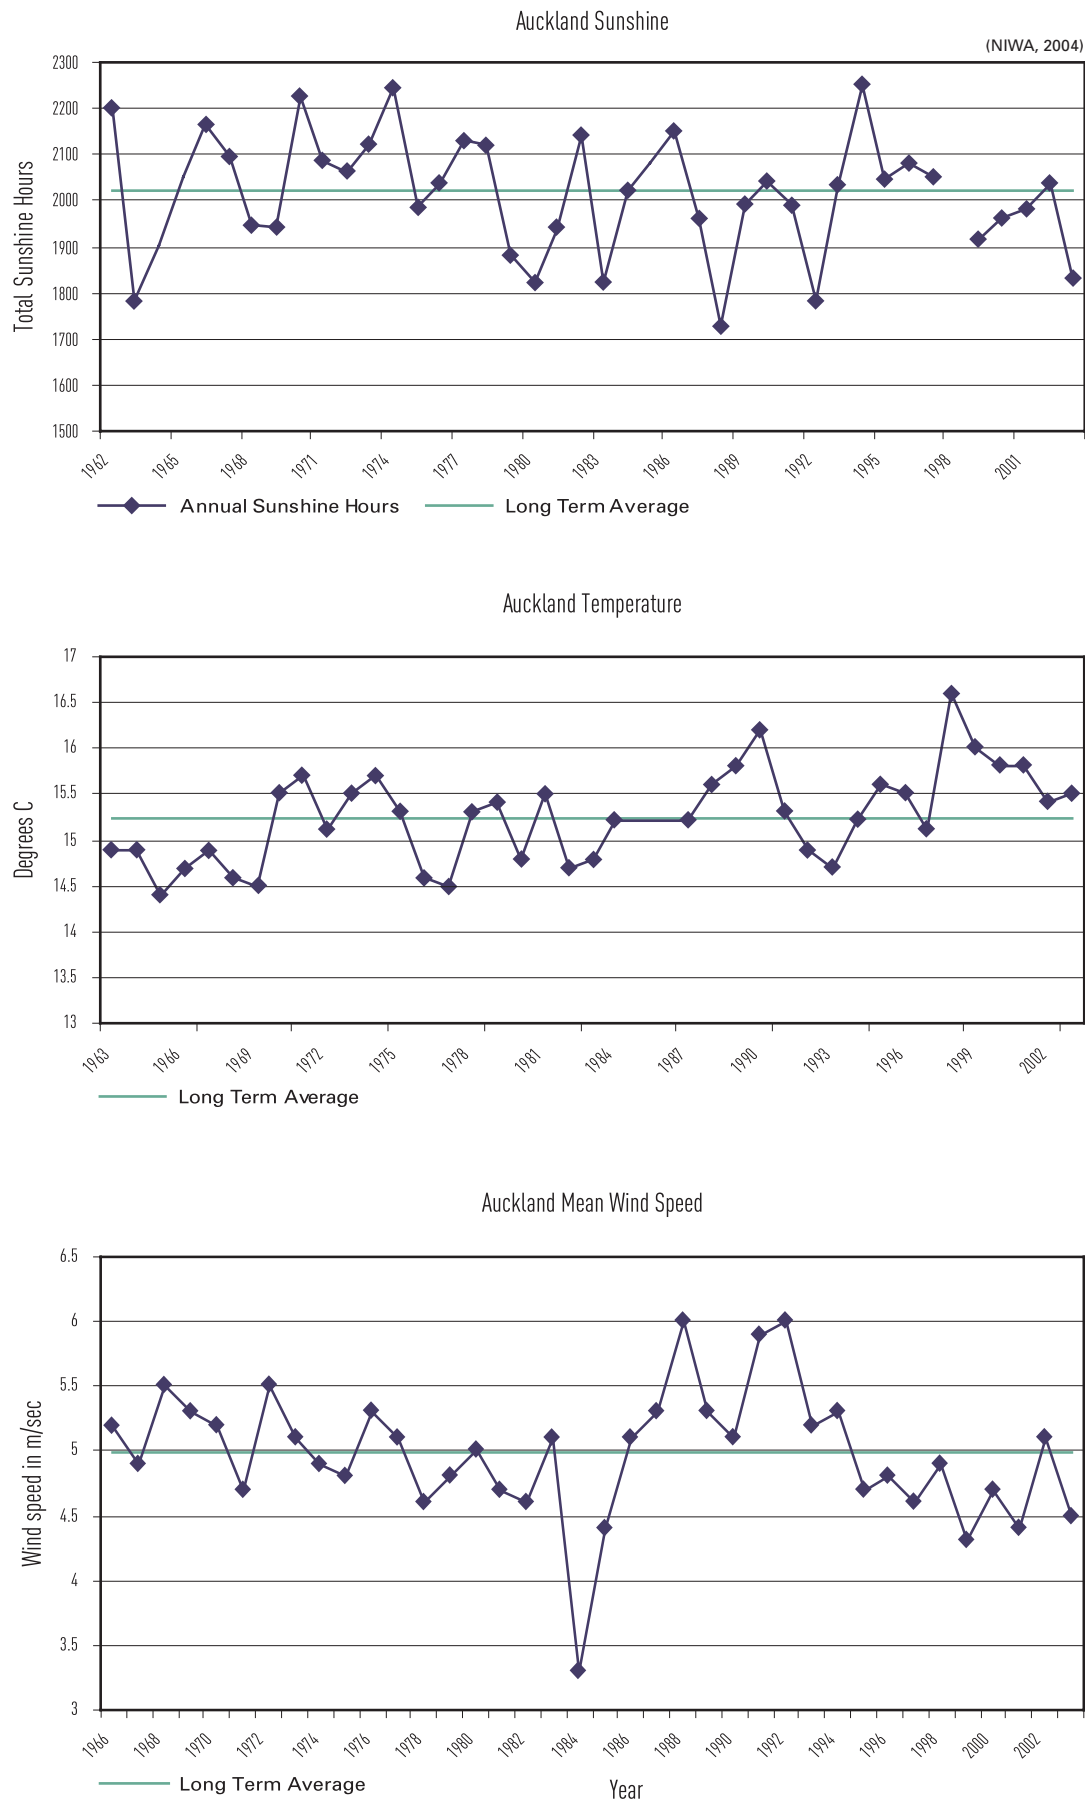 Auckland Sunshine
(NIWA, 2004)
Total Sunshine Hours
2300
2200
2100
2000
1900
1800
1700
1600
1500
1962 1965 1968 1971 1974 1977 1980 1983 1986 1989 1992 1995 1998 2001
Annual Sunshine Hours Long Term Average
Auckland Temperature
Degrees C
17
16.5
16
15.5
15
14.5
14
13.5
13
1963 1966 1969 1972 1975 1978 1981 1984 1987 1990 1993 1996 1999 2002
Long Term Average
Auckland Mean Wind Speed
Wind speed in m/sec
6.5
6
5.5
5
4.5
4
3.5
3
1966 1968 1970 1972 1974 1976 1978 1980 1982 1984 1986 1988 1990 1992 1994 1996 1998 2000 2002
Long Term Average Year